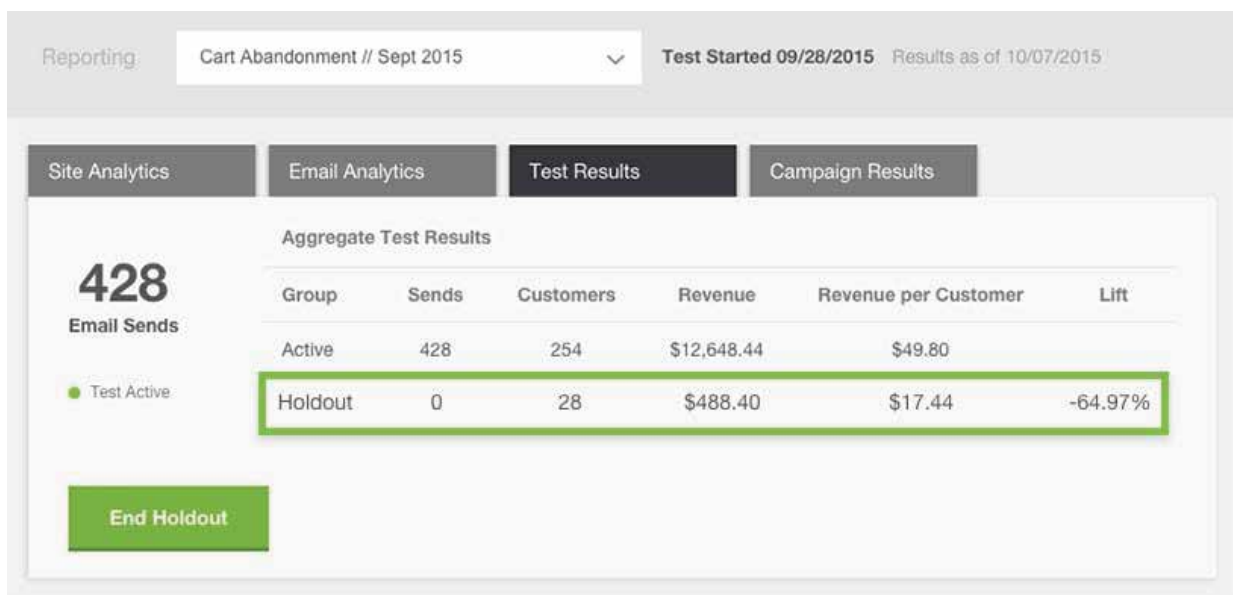 Reporting Cart Abandonment // Sept 2015 Test Started 09/28/2015 Results as of 10/07/2015
Site Analytics Email Analytics Test Results Campaign Results
428
Email Sends
Test Active
Aggregate Test Results
Group Sends Customers Revenue Revenue per Customer Lift
Active 428 254 $12,648.44 $49.80
Holdout 0 28 $488.40 $17.44 -64.97%
End Holdout